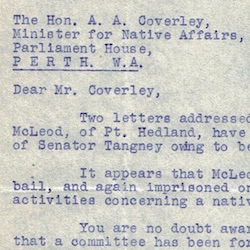 The Hon. A. A. Coverley,
Minister for Native Affairs,
Parliament House,
PERTH. W.A.
Dear Mr. Coverley,
Two letters addressed
McLeod, of Pt. Hedland, have
of Senator Tangney owing to be
It appears that McLeo
bail, and again imprisoned on
activities concerning a nativ
You are no doubt awa
that a committee has been fo